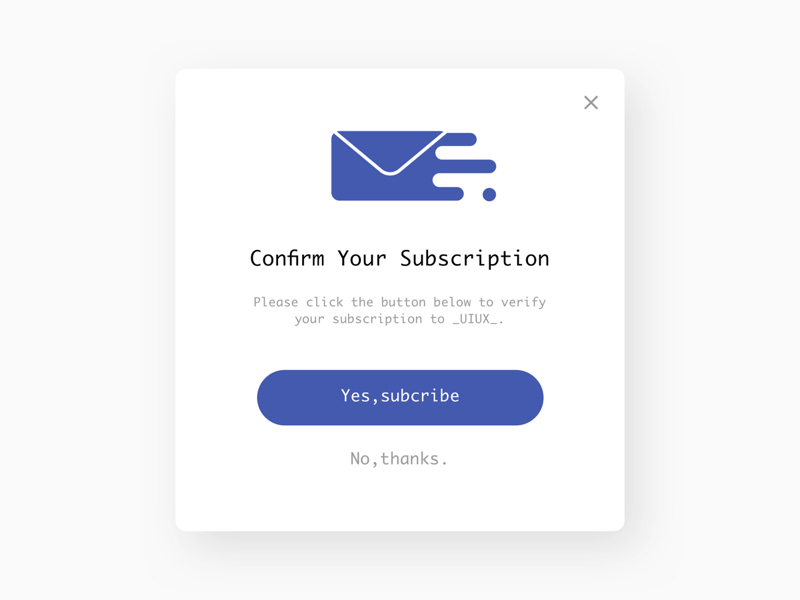 Confirm Your Subscription
Please click the button below to verify
your subscription to _UIUX_.
Yes,subcribe
No,thanks.